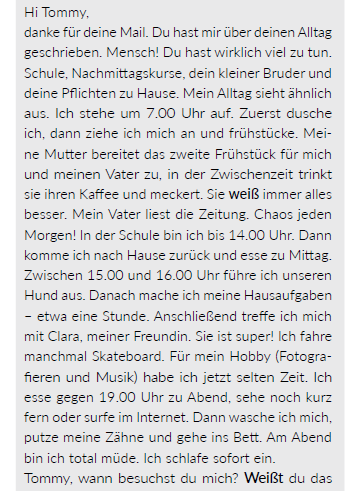 Hi Tommy,
danke für deine Mail. Du hast mir über deinen Alltag
geschrieben. Mensch! Du hast wirklich viel zu tun.
Schule, Nachmittagskurse, dein kleiner Bruder und
deine Pflichten zu Hause. Mein Alltag sieht ähnlich
aus. Ich stehe um 7.00 Uhr auf. Zuerst dusche
ich, dann ziehe ich mich an und frühstücke. Mei-
ne Mutter bereitet das zweite Frühstück für mich
und meinen Vater zu, in der Zwischenzeit trinkt
sie ihren Kaffee und meckert. Sie weiß immer alles
besser. Mein Vater liest die Zeitung. Chaos jeden
Morgen! In der Schule bin ich bis 14.00 Uhr. Dann
komme ich nach Hause zurück und esse zu Mittag.
Zwischen 15.00 und 16.00 Uhr führe ich unseren
Hund aus. Danach mache ich meine Hausaufgaben
– etwa eine Stunde. Anschließend treffe ich mich
mit Clara, meiner Freundin. Sie ist super! Ich fahre
manchmal Skateboard. Für mein Hobby (Fotogra-
fieren und Musik) habe ich jetzt selten Zeit. Ich
esse gegen 19.00 Uhr zu Abend, sehe noch kurz
fern oder surfe im Internet. Dann wasche ich mich,
putze meine Zähne und gehe ins Bett. Am Abend
bin ich total müde. Ich schlafe sofort ein.
Tommy, wann besuchst du mich? Weißt du das